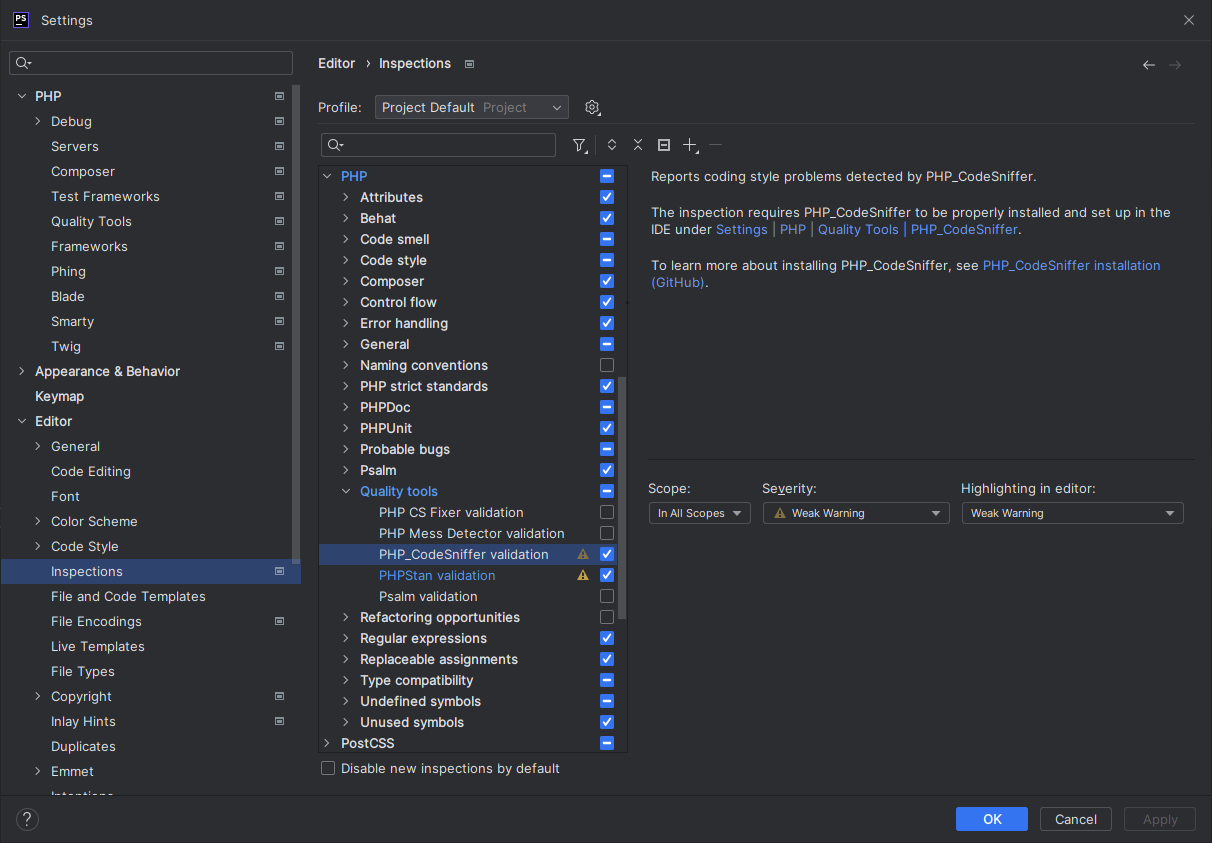 PS
Settings
PHP
Debug
Servers
Composer
Test Frameworks
Quality Tools
Frameworks
Phing
Blade
Smarty
Twig
Appearance & Behavior
Keymap
Editor
General
Code Editing
Font
Color Scheme
Code Style
Inspections
File and Code Templates
File Encodings
Live Templates
File Types
Copyright
Inlay Hints
Duplicates
Emmet
Intentions
Editor › Inspections
Profile: Project Default Project
PHP
Attributes
Behat
Code smell
Code style
Composer
Control flow
Error handling
General
Naming conventions
PHP strict standards
PHPDoc
PHPUnit
Probable bugs
Psalm
Quality tools
PHP CS Fixer validation
PHP Mess Detector validation
PHP_CodeSniffer validation
PHPStan validation
Psalm validation
Refactoring opportunities
Regular expressions
Replaceable assignments
Type compatibility
Undefined symbols
Unused symbols
PostCSS
Disable new inspections by default
Reports coding style problems detected by PHP_CodeSniffer.
The inspection requires PHP_CodeSniffer to be properly installed and set up in the
IDE under Settings | PHP | Quality Tools | PHP_CodeSniffer.
To learn more about installing PHP_CodeSniffer, see PHP_CodeSniffer installation
(GitHub).
Scope: Severity: Highlighting in editor:
In All Scopes Weak Warning Weak Warning
? OK Cancel Apply